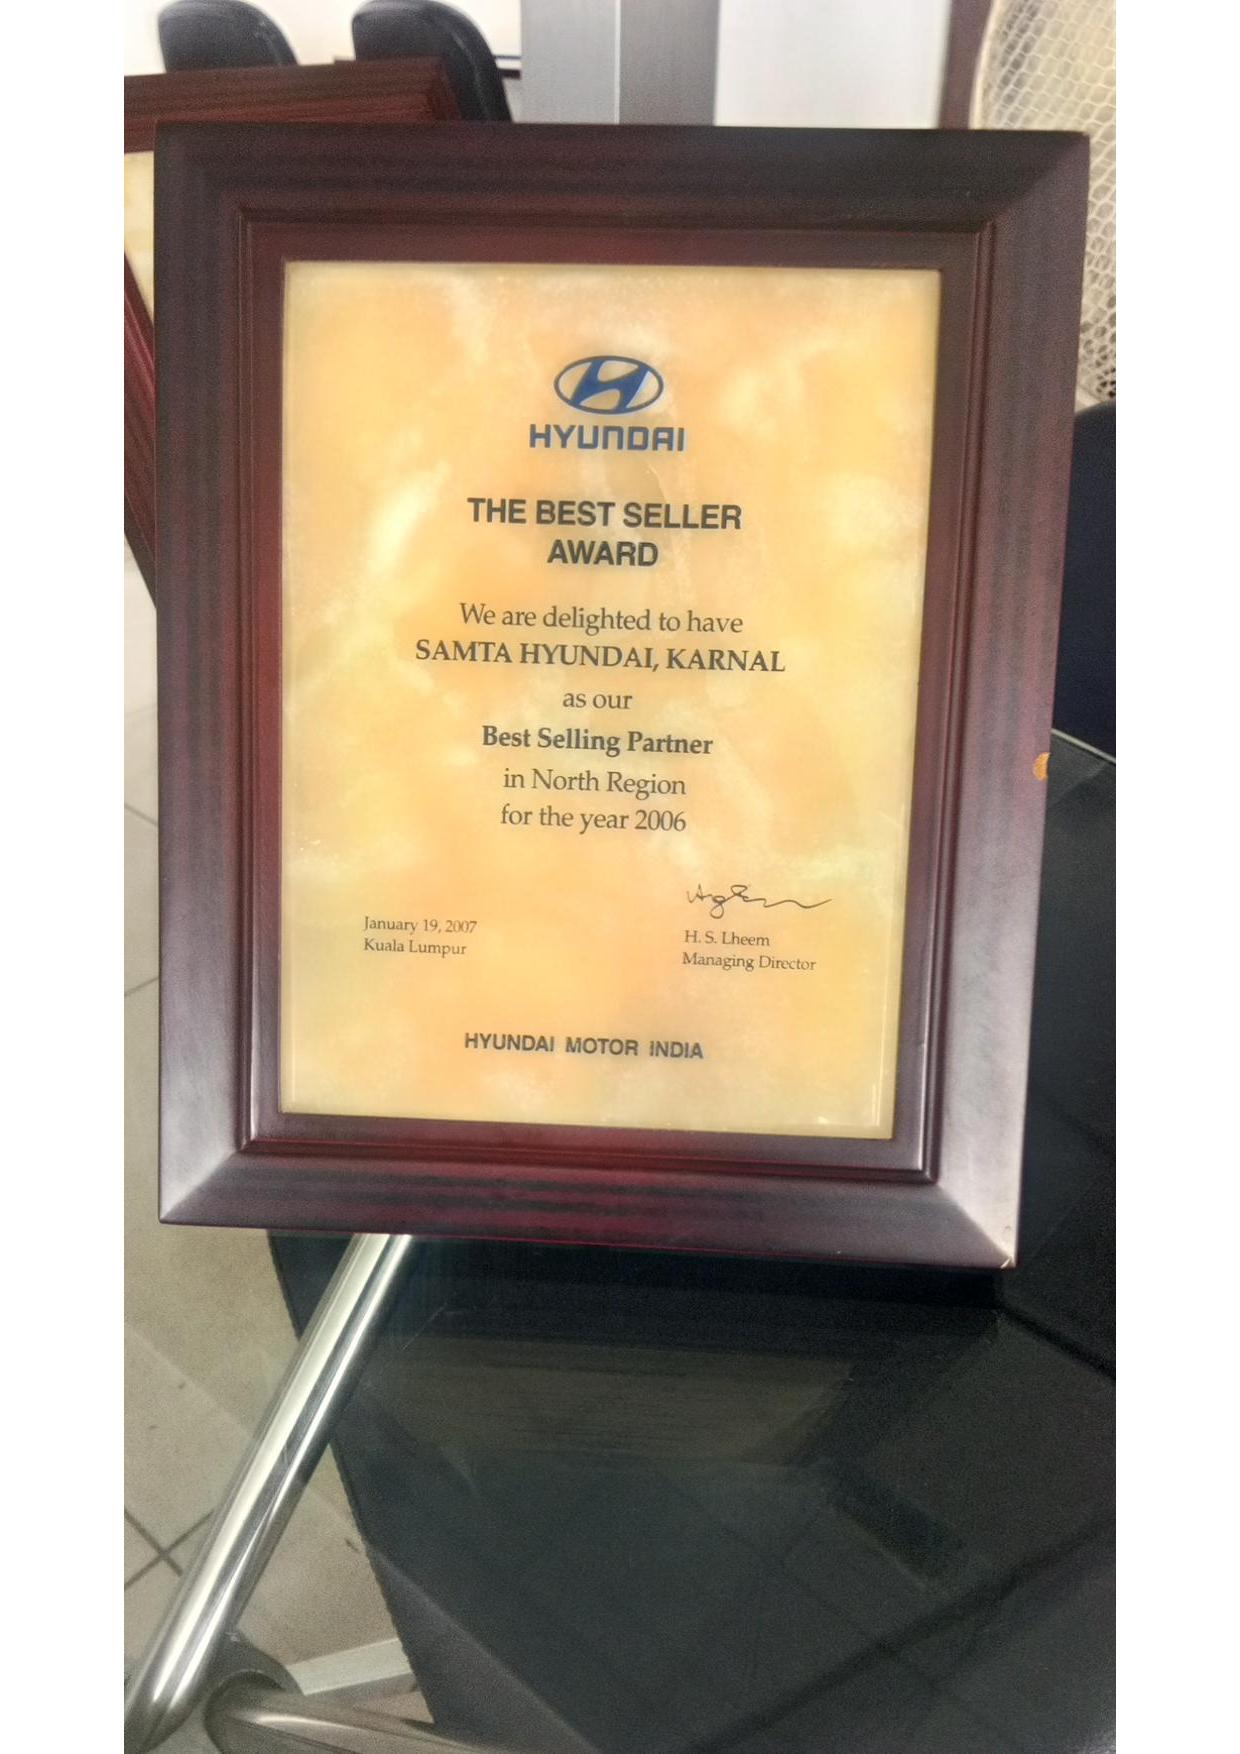 HYUNDAI
THE BEST SELLER
AWARD
We are delighted to have
SAMTA HYUNDAI, KARNAL
as our
Best Selling Partner
in North Region
for the year 2006
January 19, 2007
Kuala Lumpur
H. S. Lheem
Managing Director
HYUNDAI MOTOR INDIA